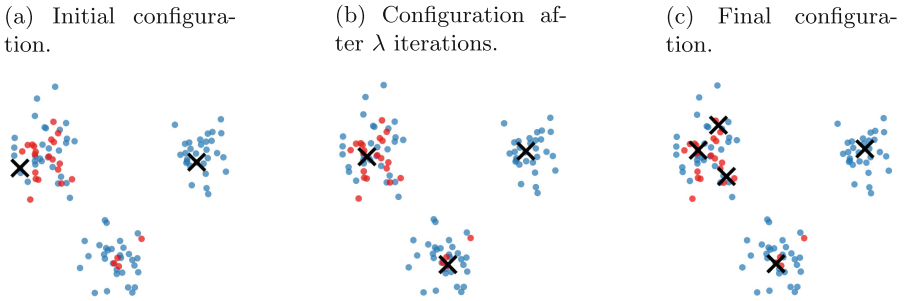 (a) Initial configura-
tion.
(b) Configuration af-
ter λ iterations.
(c) Final configura-
tion.